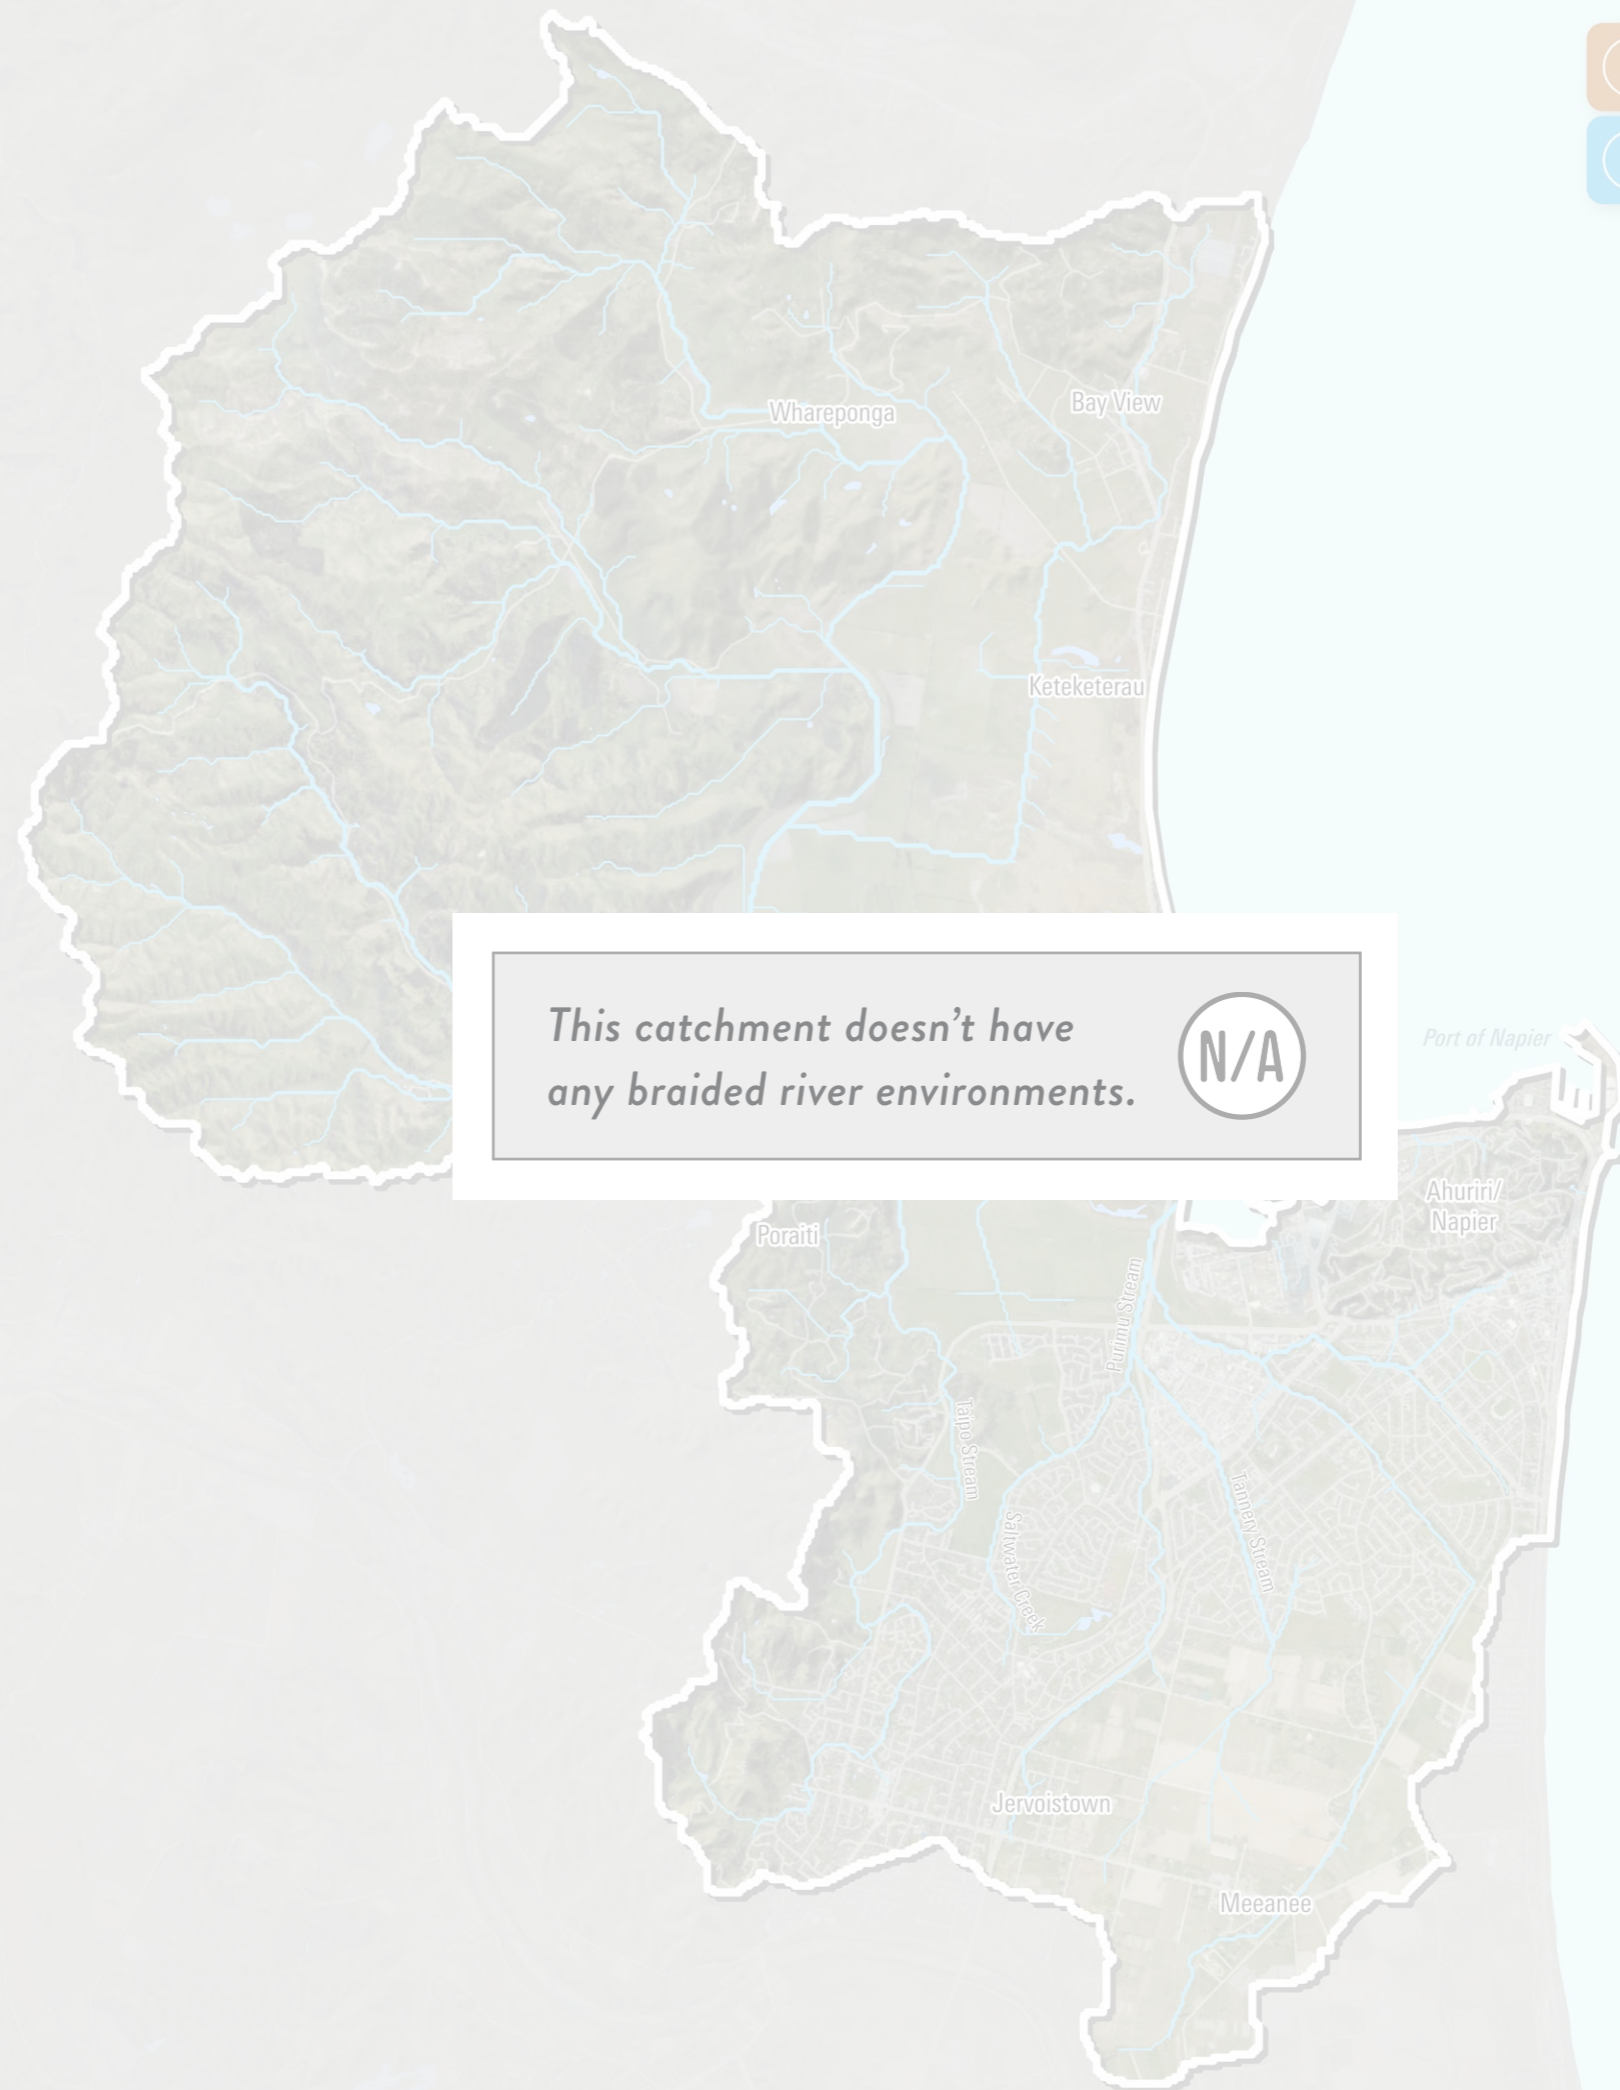 Whareponga
Bay View
Keteketerau
This catchment doesn't have
any braided river environments.
N/A
Port of Napier
Ahuriri/
Napier
Poraiti
Purimu Stream
Taipo Stream
Saltwater Creek
Tannery Stream
Jervoistown
Meeanee